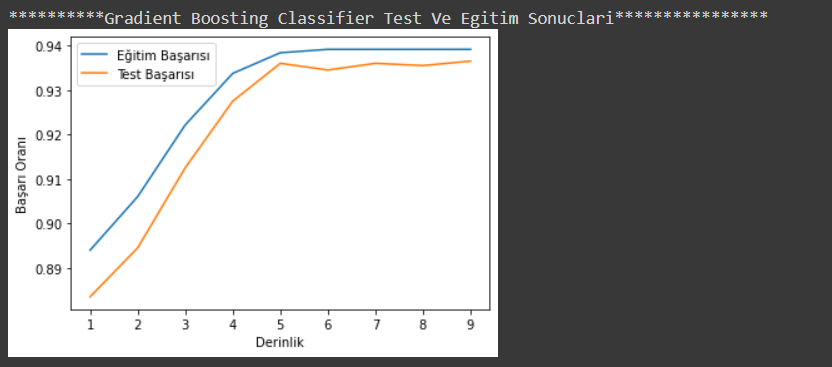 **********Gradient Boosting Classifier Test Ve Egitim Sonuclari****************
Eğitim Başarısı
Test Başarısı
Başarı Oranı
0.94
0.93
0.92
0.91
0.90
0.89
1 2 3 4 5 6 7 8 9
Derinlik